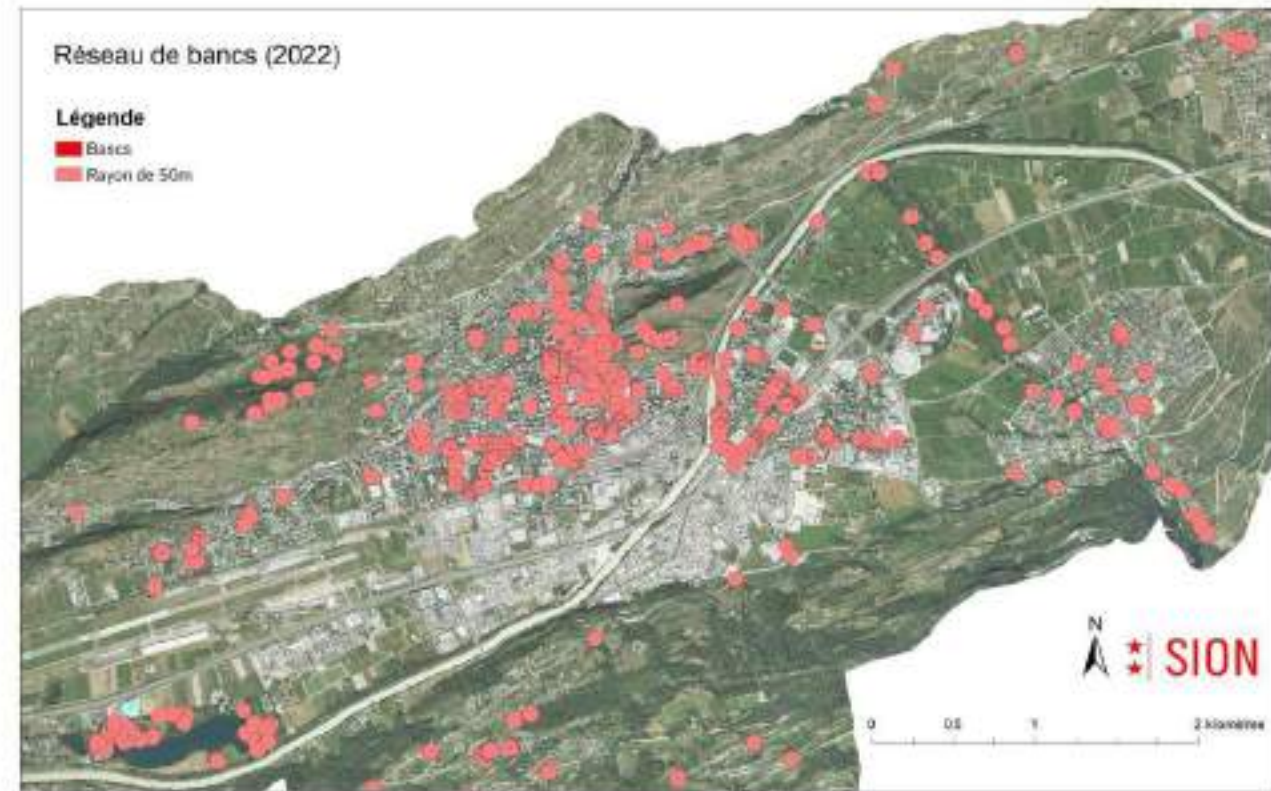 Réseau de bancs (2022)
Légende
Bancs
Rayon de 50m
N
SION
0 0.5 1 2 kilomètres